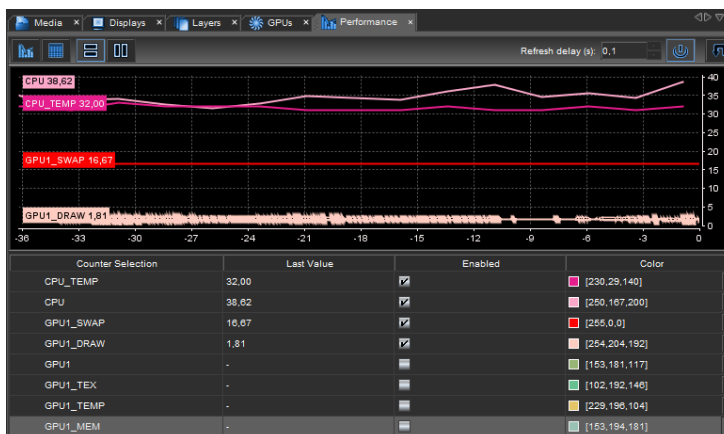 Media × Displays × Layers × GPUs × Performance ×
Refresh delay (s): 0,1
CPU 38,62
CPU_TEMP 32,00
GPU1_SWAP 16,67
GPU1_DRAW 1,81
40
35
30
25
20
15
10
5
0
-36 -33 -30 -27 -24 -21 -18 -15 -12 -9 -6 -3 0
Counter Selection Last Value Enabled Color
CPU_TEMP 32,00 [230,29,140]
CPU 38,62 [250,167,200]
GPU1_SWAP 16,67 [255,0,0]
GPU1_DRAW 1,81 [254,204,192]
GPU1 - [153,181,117]
GPU1_TEX - [102,192,146]
GPU1_TEMP - [229,196,104]
GPU1_MEM - [153,194,181]